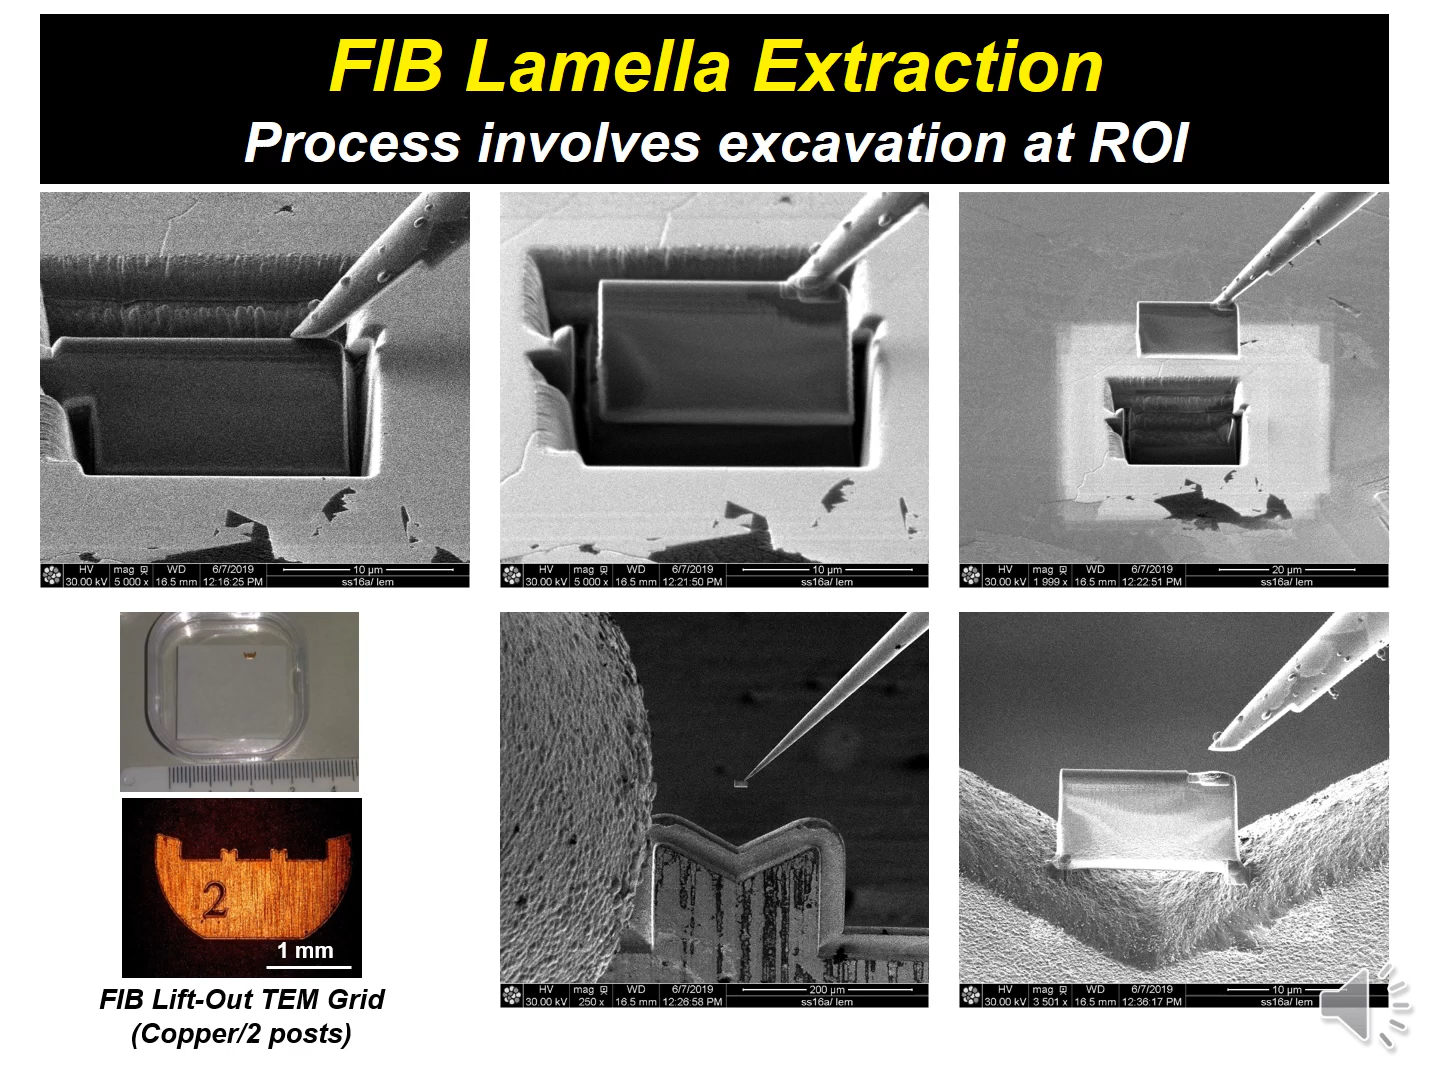 FIB Lamella Extraction
Process involves excavation at ROI
HV mag WD 6/7/2019 10 µm
30.00 kV 5 000 x 16.5 mm 12:16:25 PM ss16a/ lem
HV mag WD 6/7/2019 10 µm
30.00 kV 5 000 x 16.5 mm 12:21:50 PM ss16a/ lem
HV mag WD 6/7/2019 20 µm
30.00 kV 1 999 x 16.5 mm 12:22:51 PM ss16a/ lem
2
1 mm
FIB Lift-Out TEM Grid
(Copper/2 posts)
HV mag WD 6/7/2019 200 µm
30.00 kV 250 x 16.5 mm 12:26:58 PM ss16a/ lem
HV mag WD 6/7/2019 10 µm
30.00 kV 3 501 x 16.5 mm 12:36:17 PM ss16a/ lem